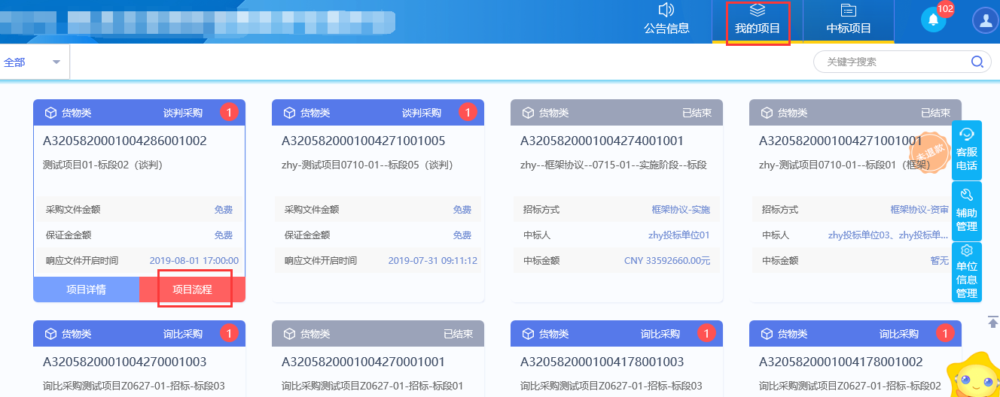 公告信息
我的项目
中标项目
102
全部
关键字搜索
货物类 谈判采购 1
A3205820001004286001002
测试项目01-标段02（谈判）
采购文件金额 免费
保证金金额 免费
响应文件开启时间 2019-08-01 17:00:00
项目详情 项目流程
货物类 谈判采购 1
A3205820001004271001005
zhy-测试项目0710-01--标段05（谈判）
采购文件金额 免费
保证金金额 免费
响应文件开启时间 2019-07-31 09:11:12
货物类 已结束
A3205820001004274001001
zhy--框架协议--0715-01--实施阶段--标段
招标方式 框架协议-实施
中标人 zhy投标单位01
中标金额 CNY 33592660.00元
货物类 已结束
A3205820001004271001001
未退款
zhy-测试项目0710-01--标段01（框架）
招标方式 框架协议-资审
中标人 zhy投标单位03、zhy投标单...
中标金额 暂无
客服
电话
辅助
管理
单位
信息
管理
货物类 询比采购 1
A3205820001004270001003
询比采购测试项目Z0627-01-招标-标段03
货物类 已结束
A3205820001004270001001
询比采购测试项目Z0627-01-招标-标段01
货物类 询比采购 1
A3205820001004178001003
询比采购测试项目Z0627-01-招标-标段03
货物类 询比采购 1
A3205820001004178001002
询比采购测试项目Z0627-01-招标-标段02